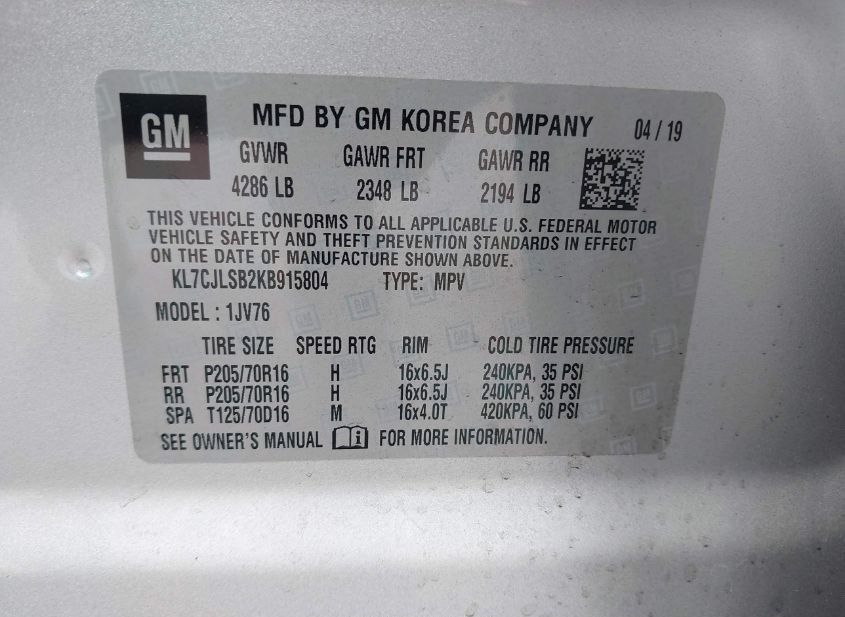 GM
MFD BY GM KOREA COMPANY 04 / 19
GVWR GAWR FRT GAWR RR
4286 LB 2348 LB 2194 LB
THIS VEHICLE CONFORMS TO ALL APPLICABLE U.S. FEDERAL MOTOR
VEHICLE SAFETY AND THEFT PREVENTION STANDARDS IN EFFECT
ON THE DATE OF MANUFACTURE SHOWN ABOVE.
KL7CJLSB2KB915804 TYPE: MPV
MODEL : 1JV76
TIRE SIZE SPEED RTG RIM COLD TIRE PRESSURE
FRT P205/70R16 H 16x6.5J 240KPA, 35 PSI
RR P205/70R16 H 16x6.5J 240KPA, 35 PSI
SPA T125/70D16 M 16x4.0T 420KPA, 60 PSI
SEE OWNER'S MANUAL i FOR MORE INFORMATION.